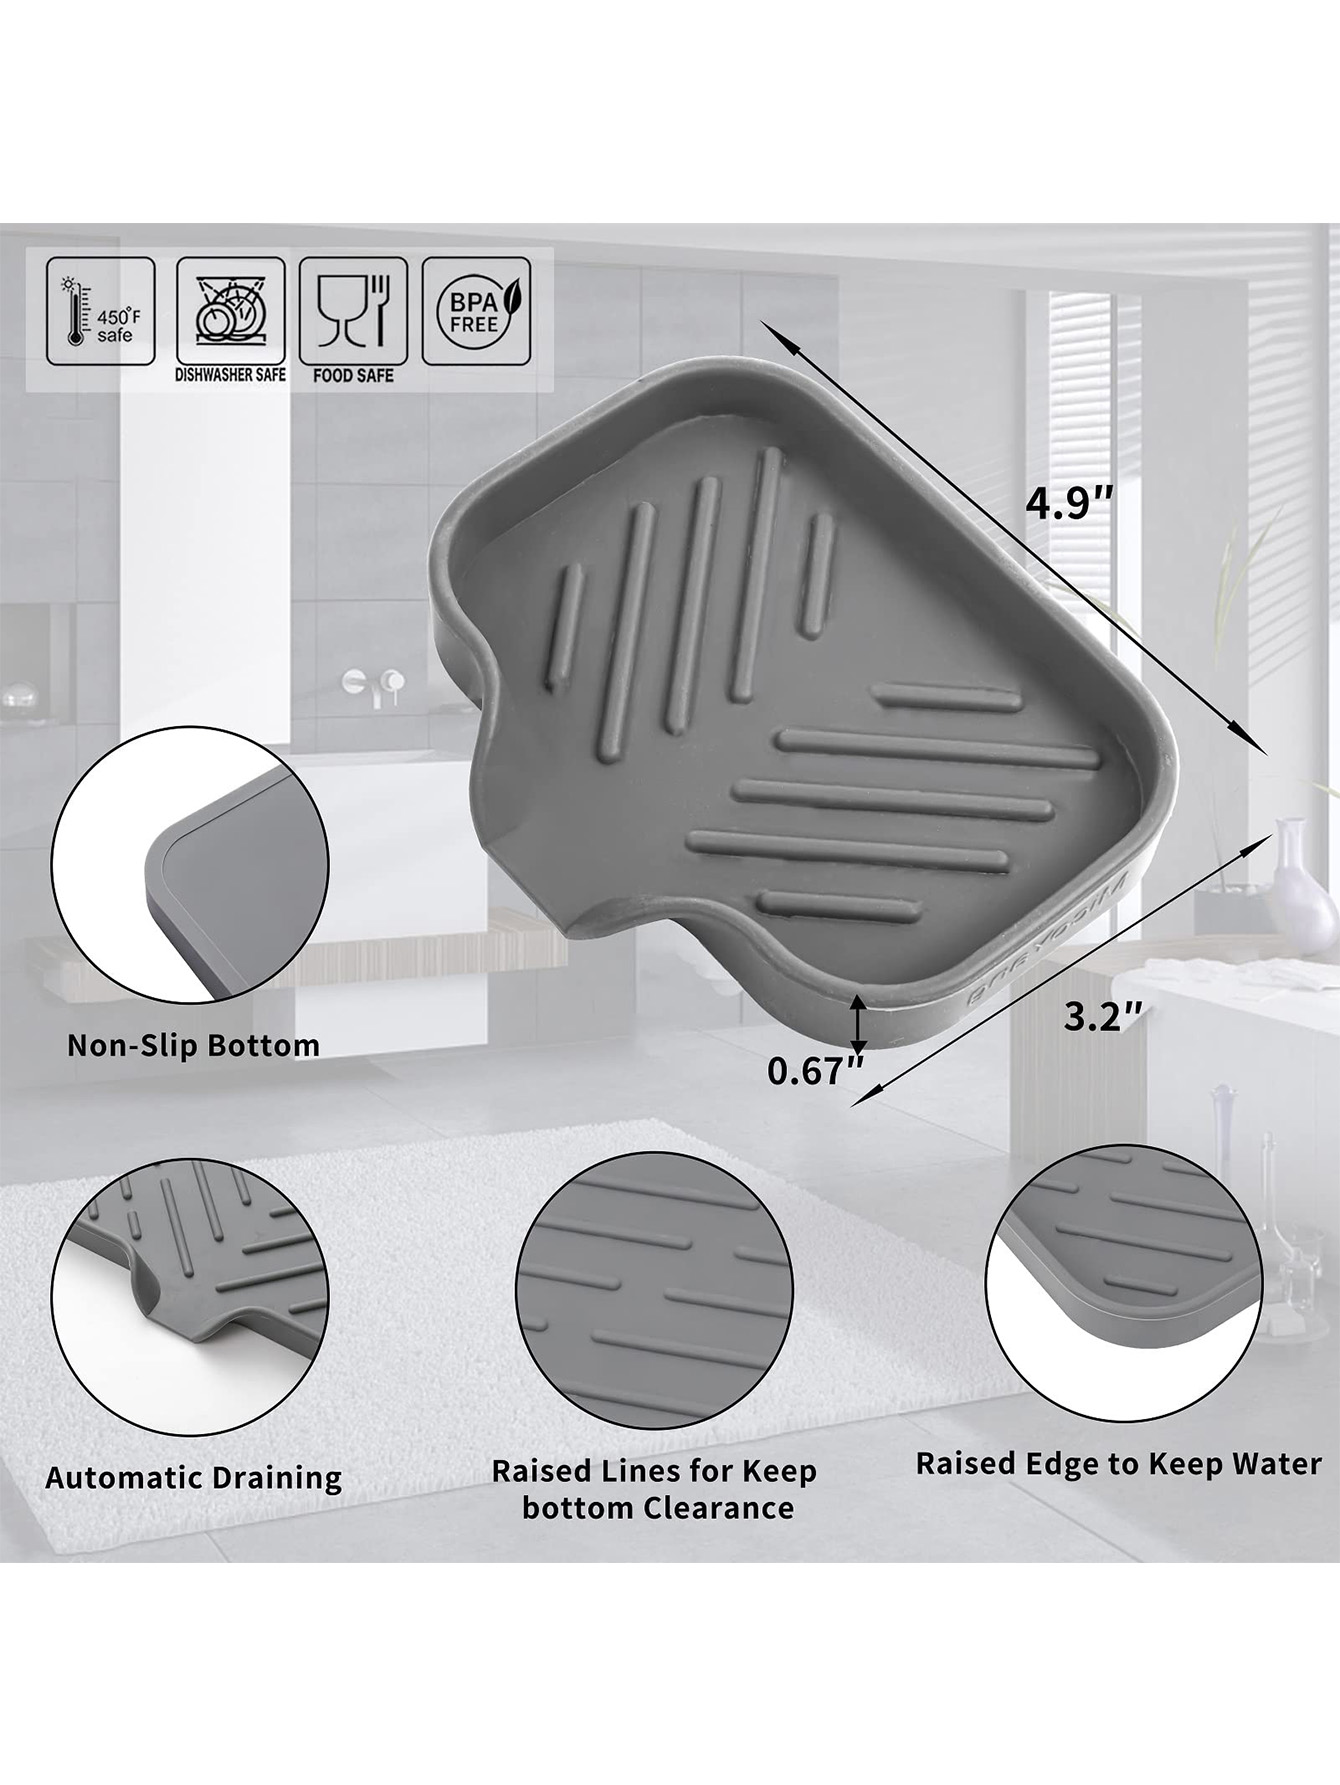 450°F
safe
DISHWASHER SAFE
FOOD SAFE
BPA
FREE
4.9"
3.2"
0.67"
Non-Slip Bottom
Automatic Draining
Raised Lines for Keep
bottom Clearance
Raised Edge to Keep Water